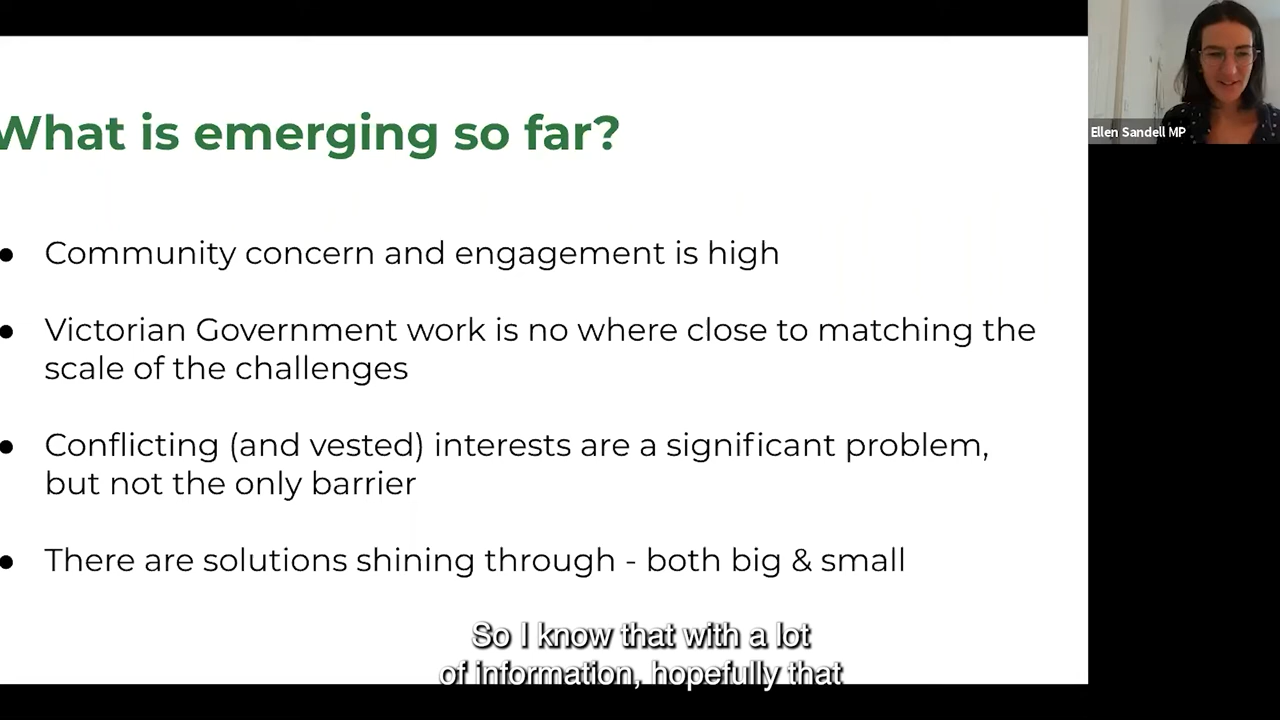 What is emerging so far?
Ellen Sandell MP
● Community concern and engagement is high
● Victorian Government work is no where close to matching the
scale of the challenges
● Conflicting (and vested) interests are a significant problem,
but not the only barrier
● There are solutions shining through - both big & small
So I know that with a lot
of information, hopefully that